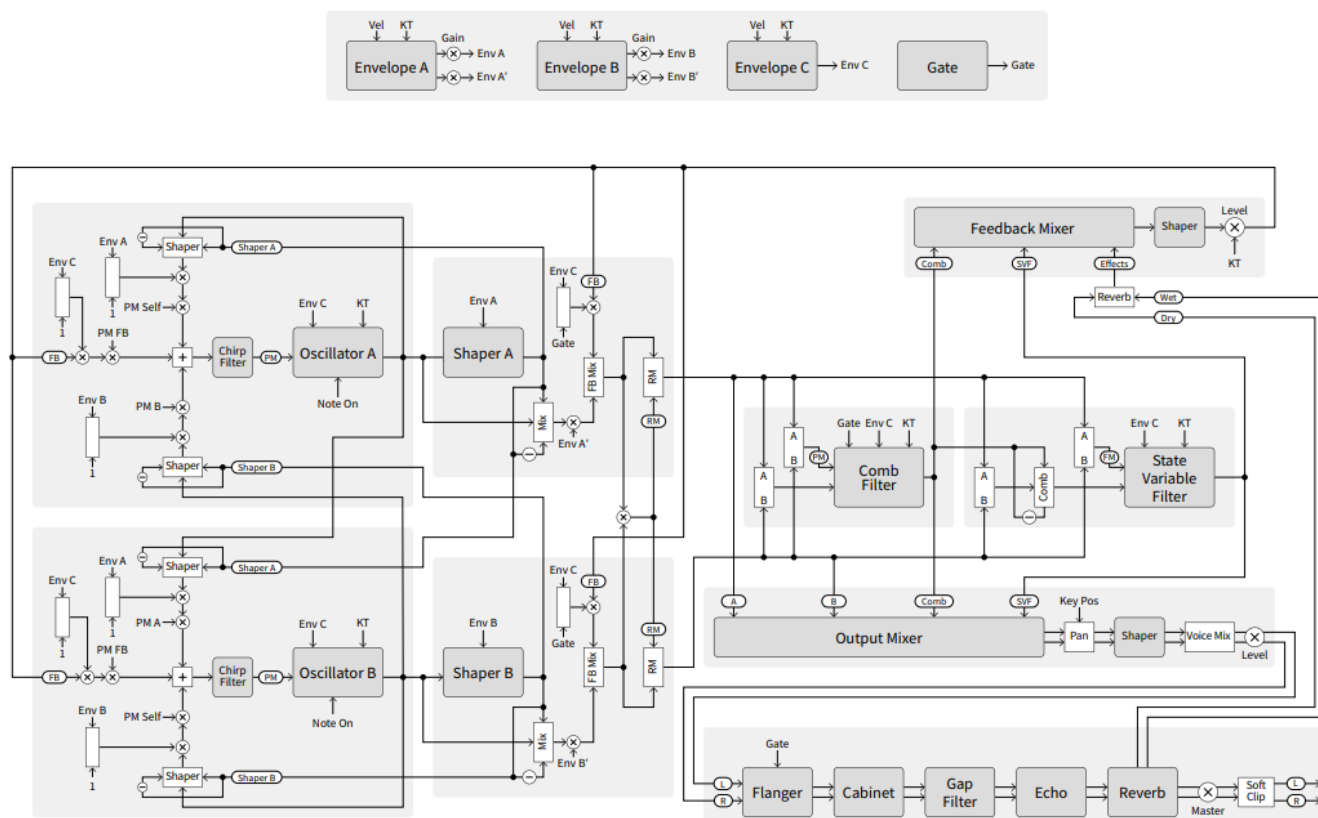 Vel KT
Gain
Envelope A
Env A
Env A'
Vel KT
Gain
Envelope B
Env B
Env B'
Vel KT
Envelope C
Env C
Gate
Gate
Env A
Env C
Shaper
Shaper A
1
PM Self
1
PM FB
FB
Chirp Filter
PM
Env C KT
Oscillator A
Note On
Env B
PM B
1
Shaper
Shaper B
Env A
Shaper A
Mix
Env A'
Env C
Gate
FB
FB Mix
RM
RM
Env A
Env C
Shaper
Shaper A
1
PM A
1
PM FB
FB
Chirp Filter
PM
Env C KT
Oscillator B
Note On
Env B
PM Self
1
Shaper
Shaper B
Env B
Shaper B
Mix
Env B'
Env C
Gate
FB
FB Mix
RM
RM
Feedback Mixer
Shaper
Level
KT
Comb
SVF
Effects
Reverb
Wet
Dry
A
B
A
B
PM
Gate Env C KT
Comb Filter
A
B
Comb
A
B
FM
Env C KT
State Variable Filter
A
B
Comb
SVF
Output Mixer
Key Pos
Pan
Shaper
Voice Mix
Level
Gate
L
R
Flanger
Cabinet
Gap Filter
Echo
Reverb
Master
Soft Clip
L
R